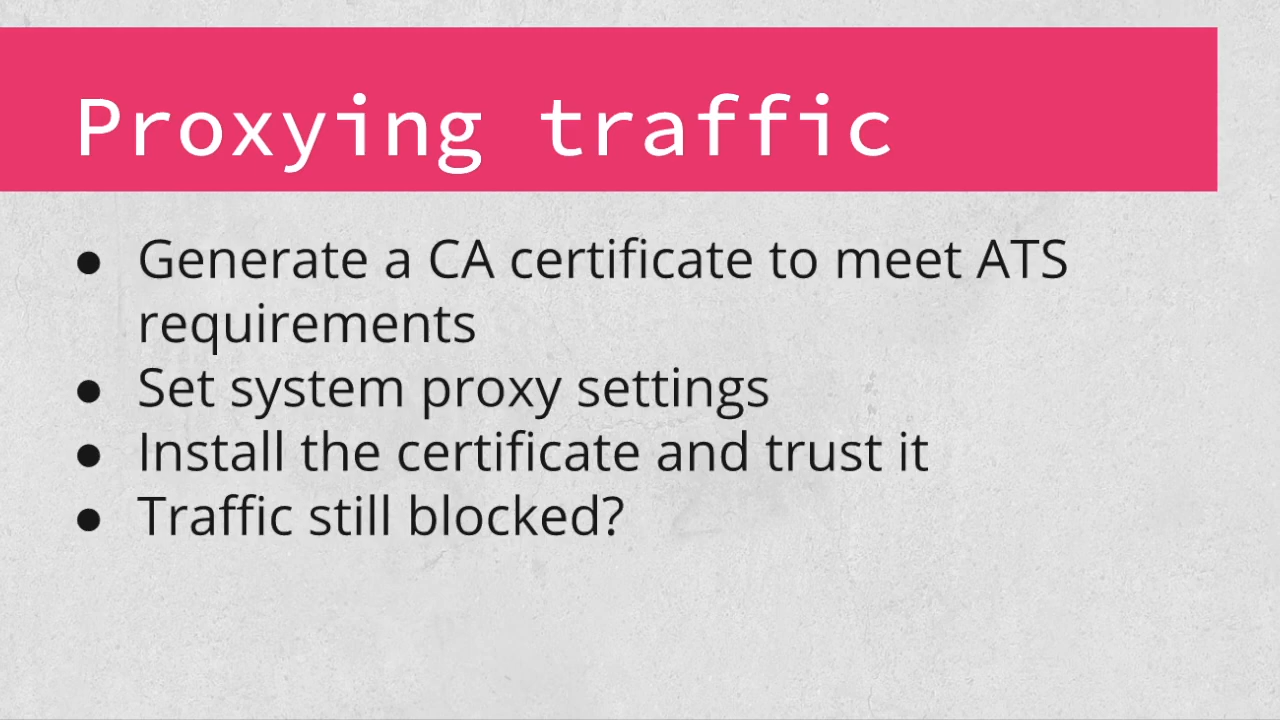 Proxying traffic
● Generate a CA certificate to meet ATS
requirements
● Set system proxy settings
● Install the certificate and trust it
● Traffic still blocked?